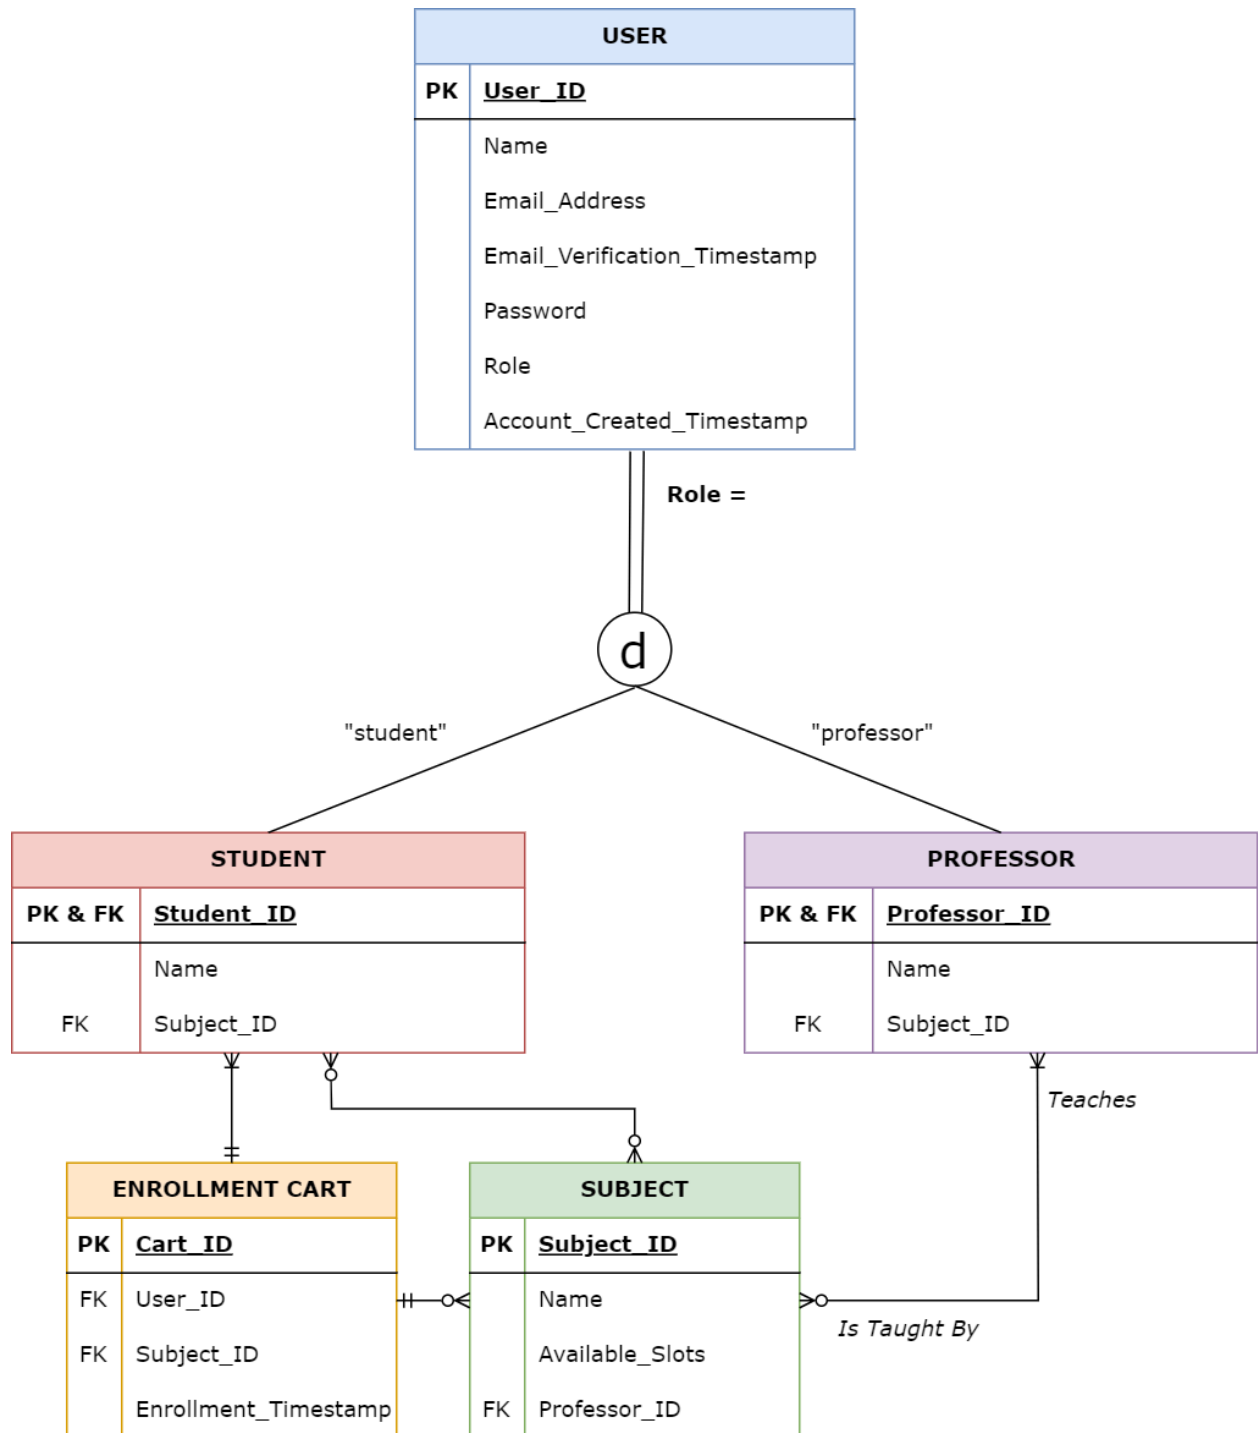 USER
PK User_ID
Name
Email_Address
Email_Verification_Timestamp
Password
Role
Account_Created_Timestamp
Role =
d
"student"
"professor"
STUDENT
PK & FK Student_ID
Name
FK Subject_ID
PROFESSOR
PK & FK Professor_ID
Name
FK Subject_ID
Teaches
ENROLLMENT CART
PK Cart_ID
FK User_ID
FK Subject_ID
Enrollment_Timestamp
SUBJECT
PK Subject_ID
Name
Available_Slots
FK Professor_ID
Is Taught By